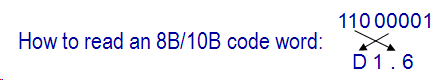 110 00001
How to read an 8B/10B code word:
D 1 . 6